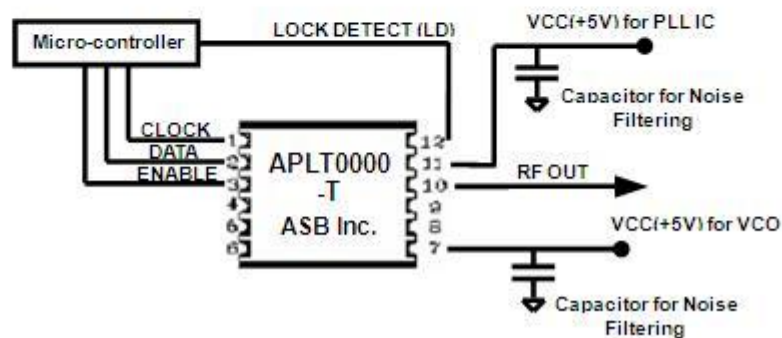 Micro-controller
LOCK DETECT (LD)
VCC(+5V) for PLL IC
Capacitor for Noise
Filtering
CLOCK
DATA
ENABLE
1
2
3
4
5
6
APLT0000
-T
ASB Inc.
12
11
10
9
8
7
RF OUT
VCC(+5V) for VCO
Capacitor for Noise
Filtering